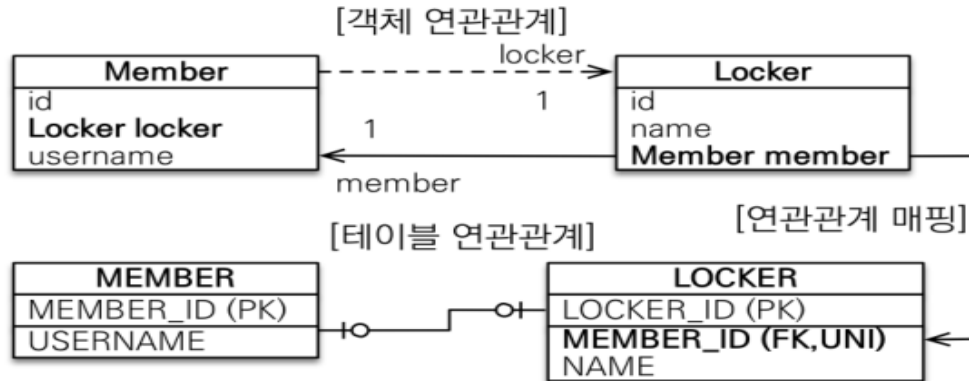 [객체 연관관계]
locker
Member
Locker
id
Locker locker
username
1
1
id
name
Member member
member
[연관관계 매핑]
[테이블 연관관계]
MEMBER
MEMBER_ID (PK)
USERNAME
LOCKER
LOCKER_ID (PK)
MEMBER_ID (FK,UNI)
NAME